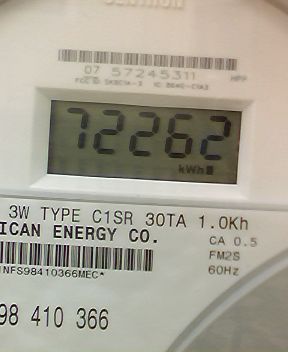 07 57245311 HPP
72262
kWh
3W TYPE C1SR 30TA 1.0Kh
ICAN ENERGY CO.
CA 0.5
FM2S
60Hz
NFS98410366MEC*
98 410 366